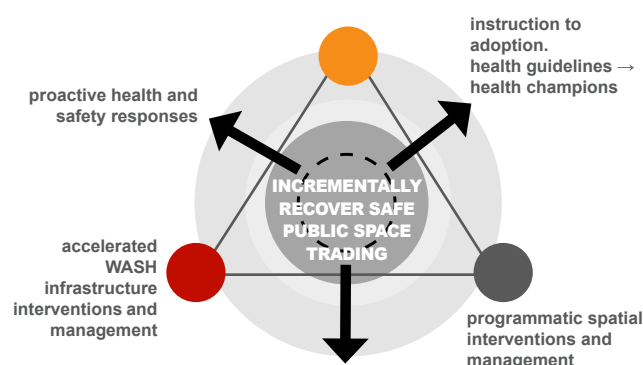 instruction to
adoption.
health guidelines →
health champions
proactive health and
safety responses
INCREMENTALLY
RECOVER SAFE
PUBLIC SPACE
TRADING
accelerated
WASH
infrastructure
interventions and
management
programmatic spatial
interventions and
management